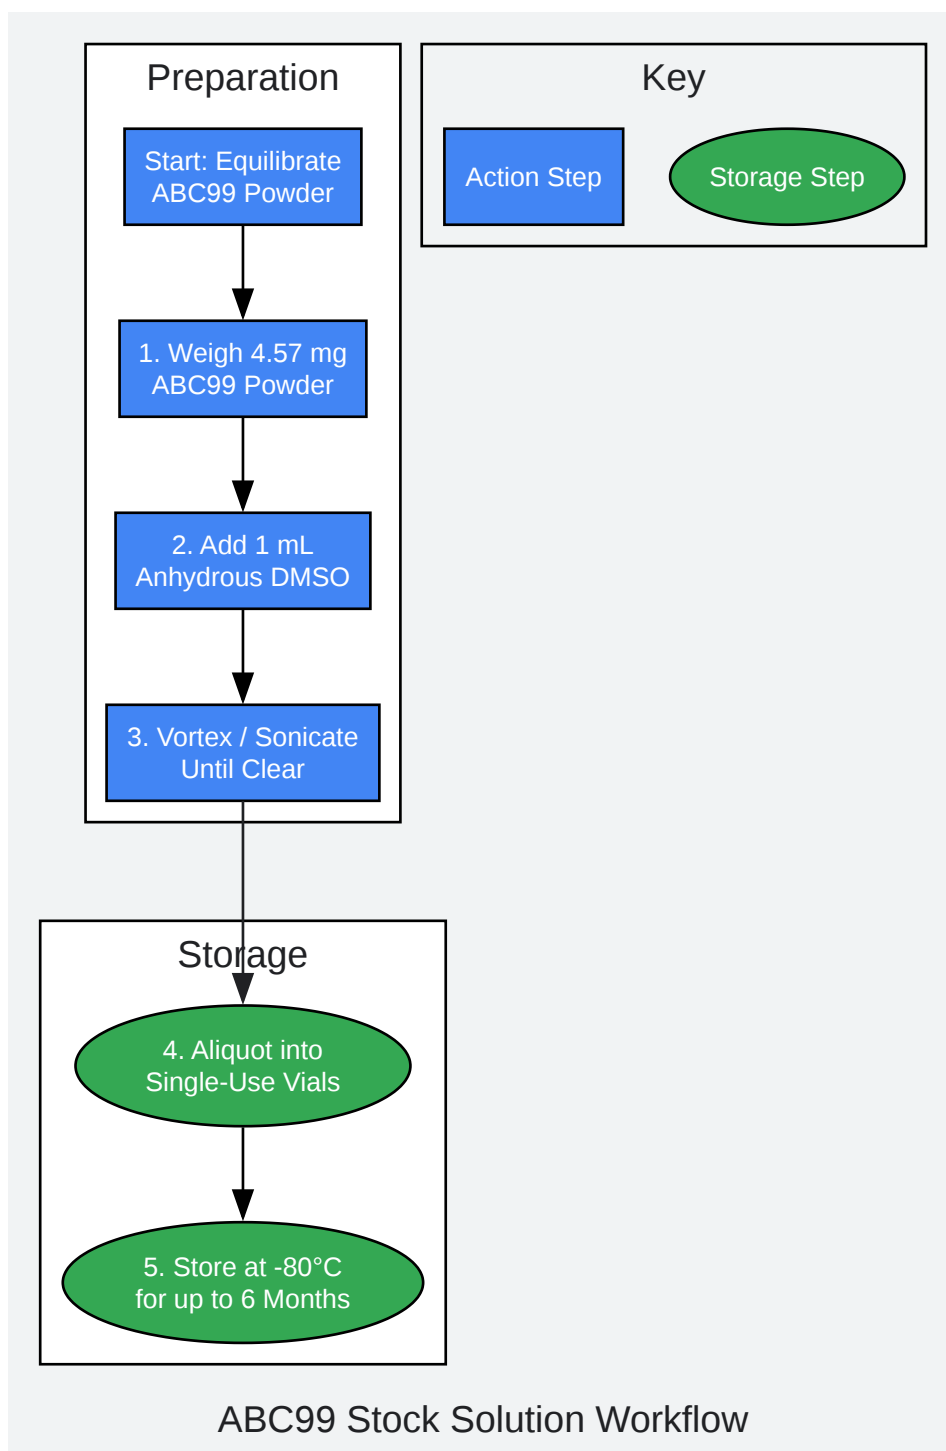 Preparation
Start: Equilibrate
ABC99 Powder
1. Weigh 4.57 mg
ABC99 Powder
2. Add 1 mL
Anhydrous DMSO
3. Vortex / Sonicate
Until Clear
Key
Action Step
Storage Step
Storage
4. Aliquot into
Single-Use Vials
5. Store at -80°C
for up to 6 Months
ABC99 Stock Solution Workflow